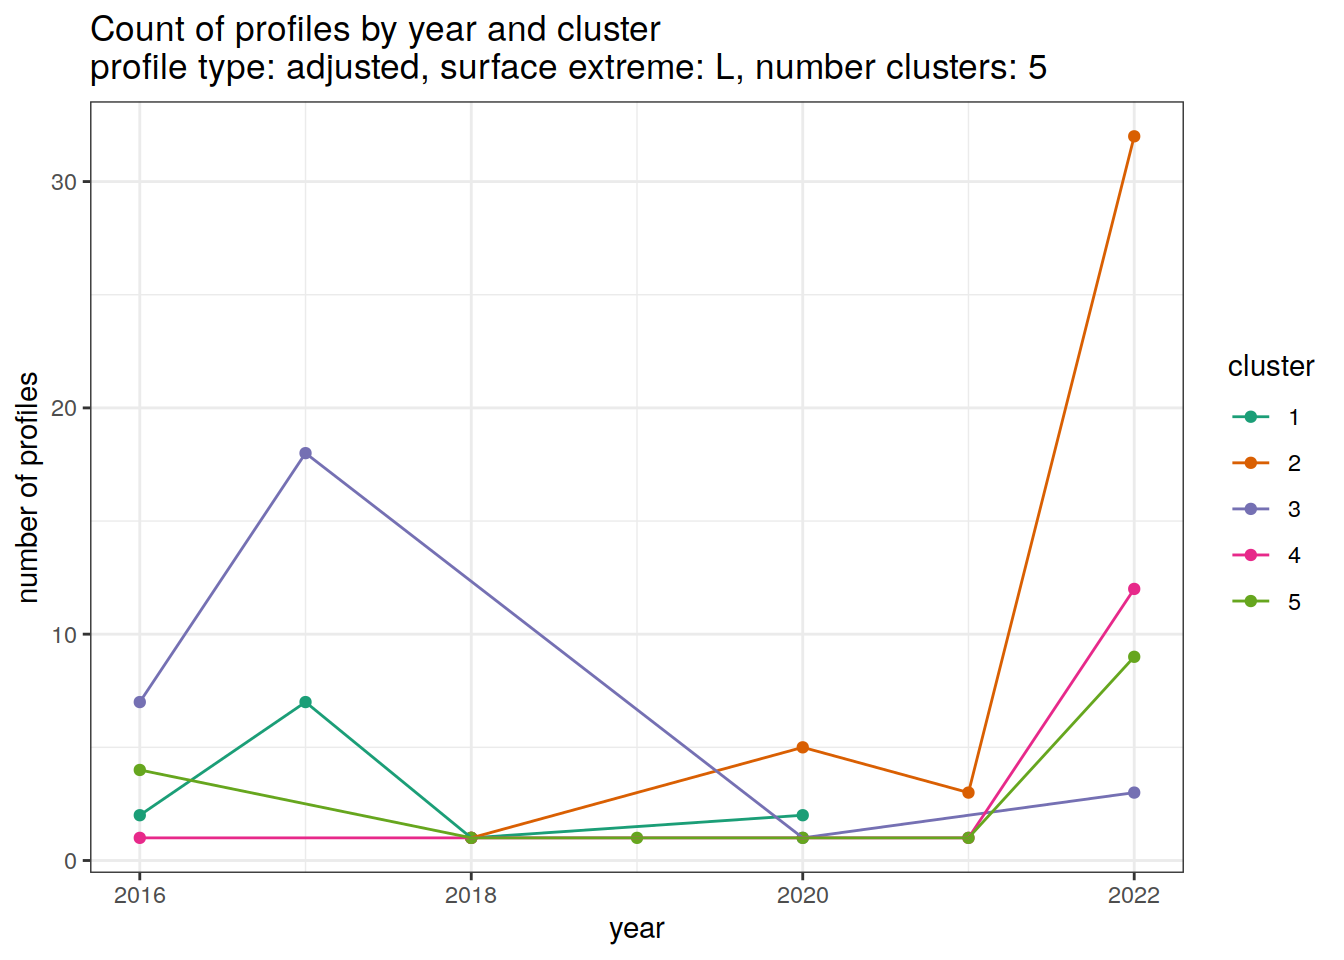 Count of profiles by year and cluster
profile type: adjusted, surface extreme: L, number clusters: 5
number of profiles
30
20
10
0
2016
2018
2020
2022
year
cluster
1
2
3
4
5